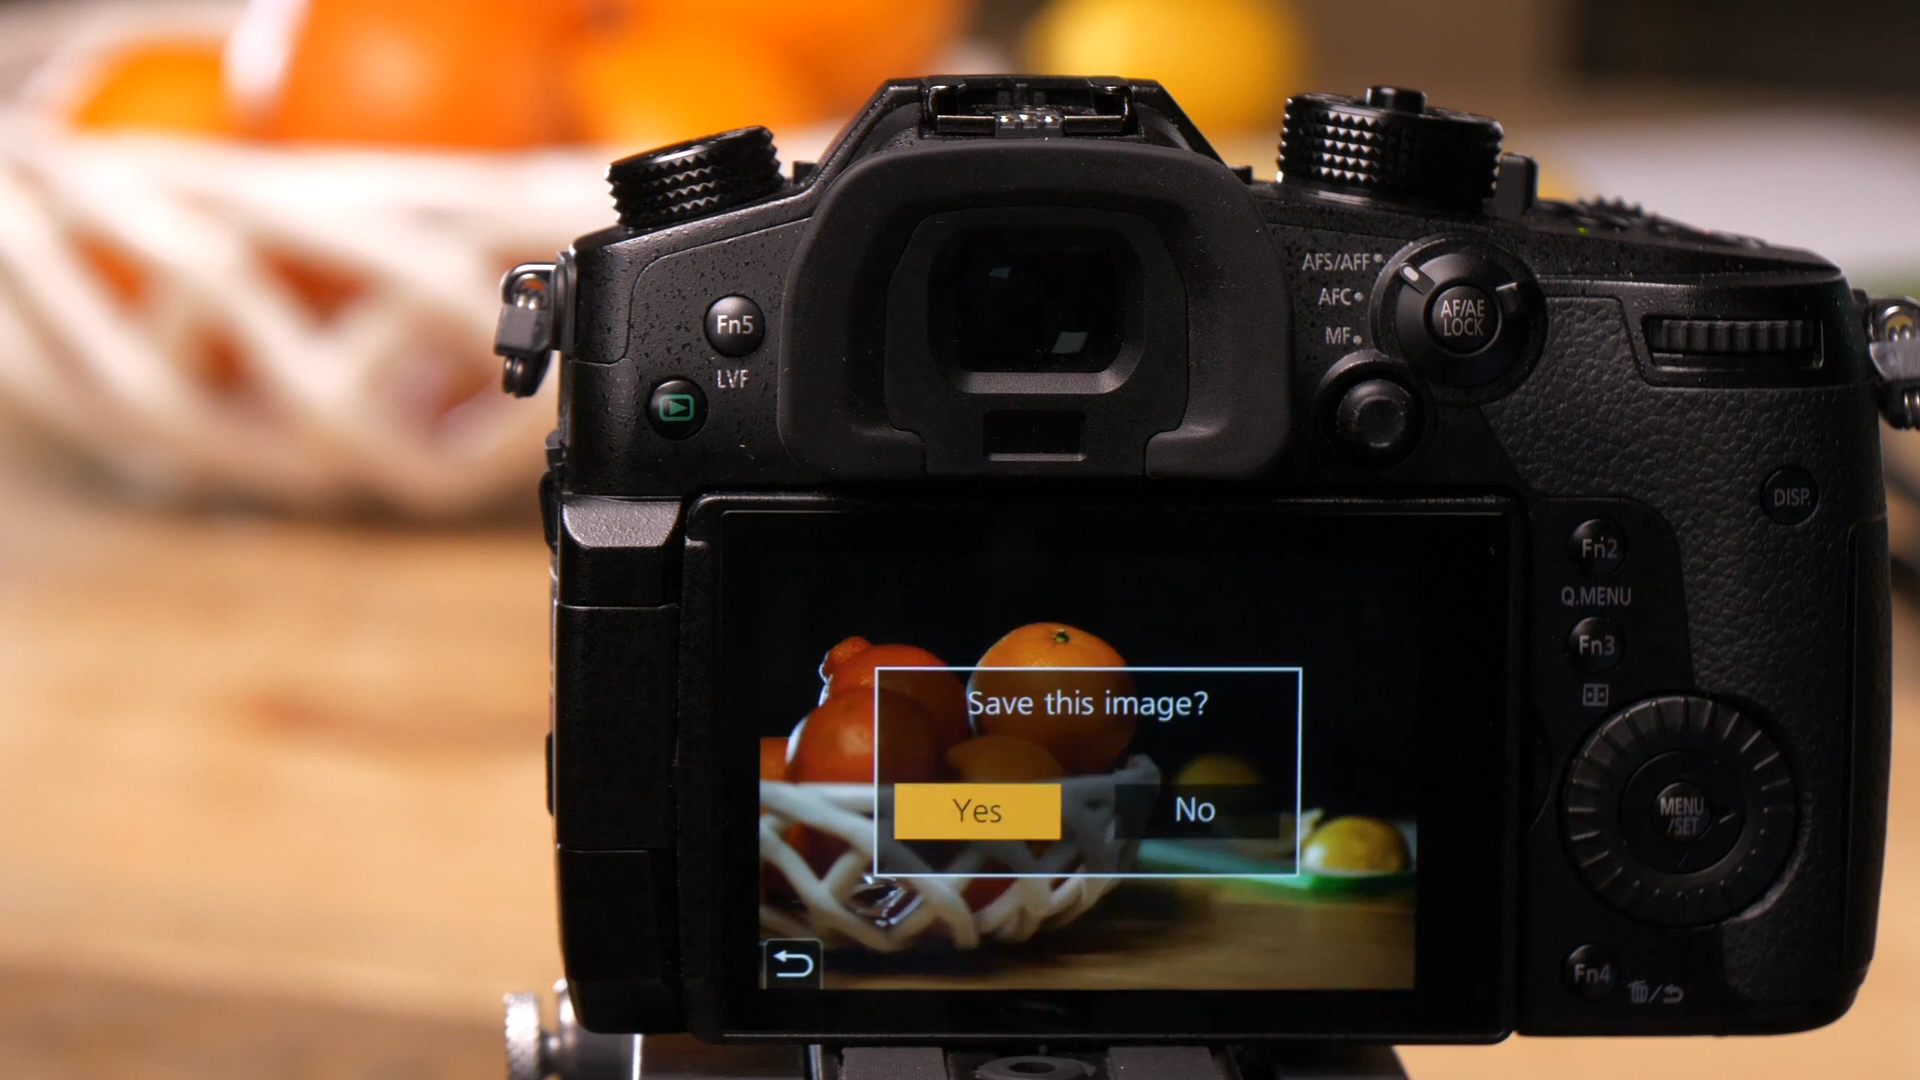 AFS/AFF
AFC
MF
AF/AE
LOCK
Fn5
LVF
DISP.
Fn2
Q.MENU
Fn3
Save this image?
Yes
No
MENU
/SET
Fn4